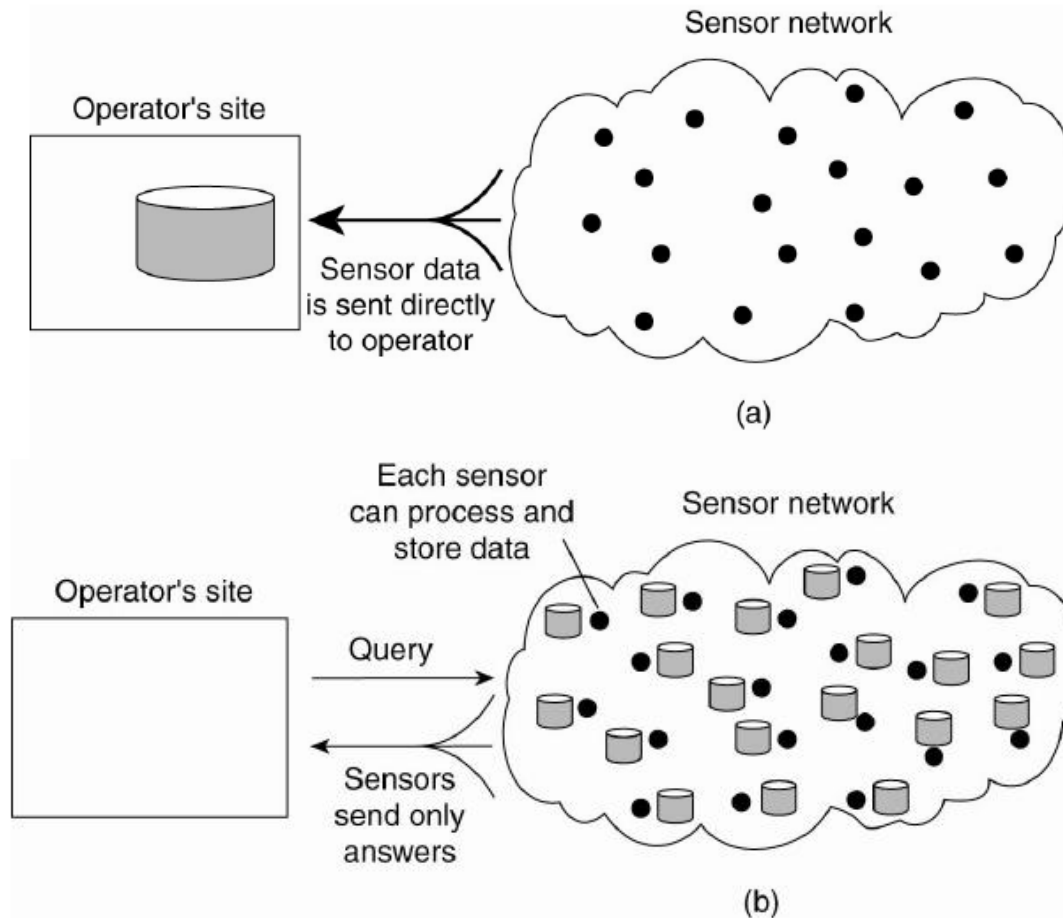 Sensor network
Operator's site
Sensor data
is sent directly
to operator
(a)
Each sensor
can process and
store data
Sensor network
Operator's site
Query
Sensors
send only
answers
(b)